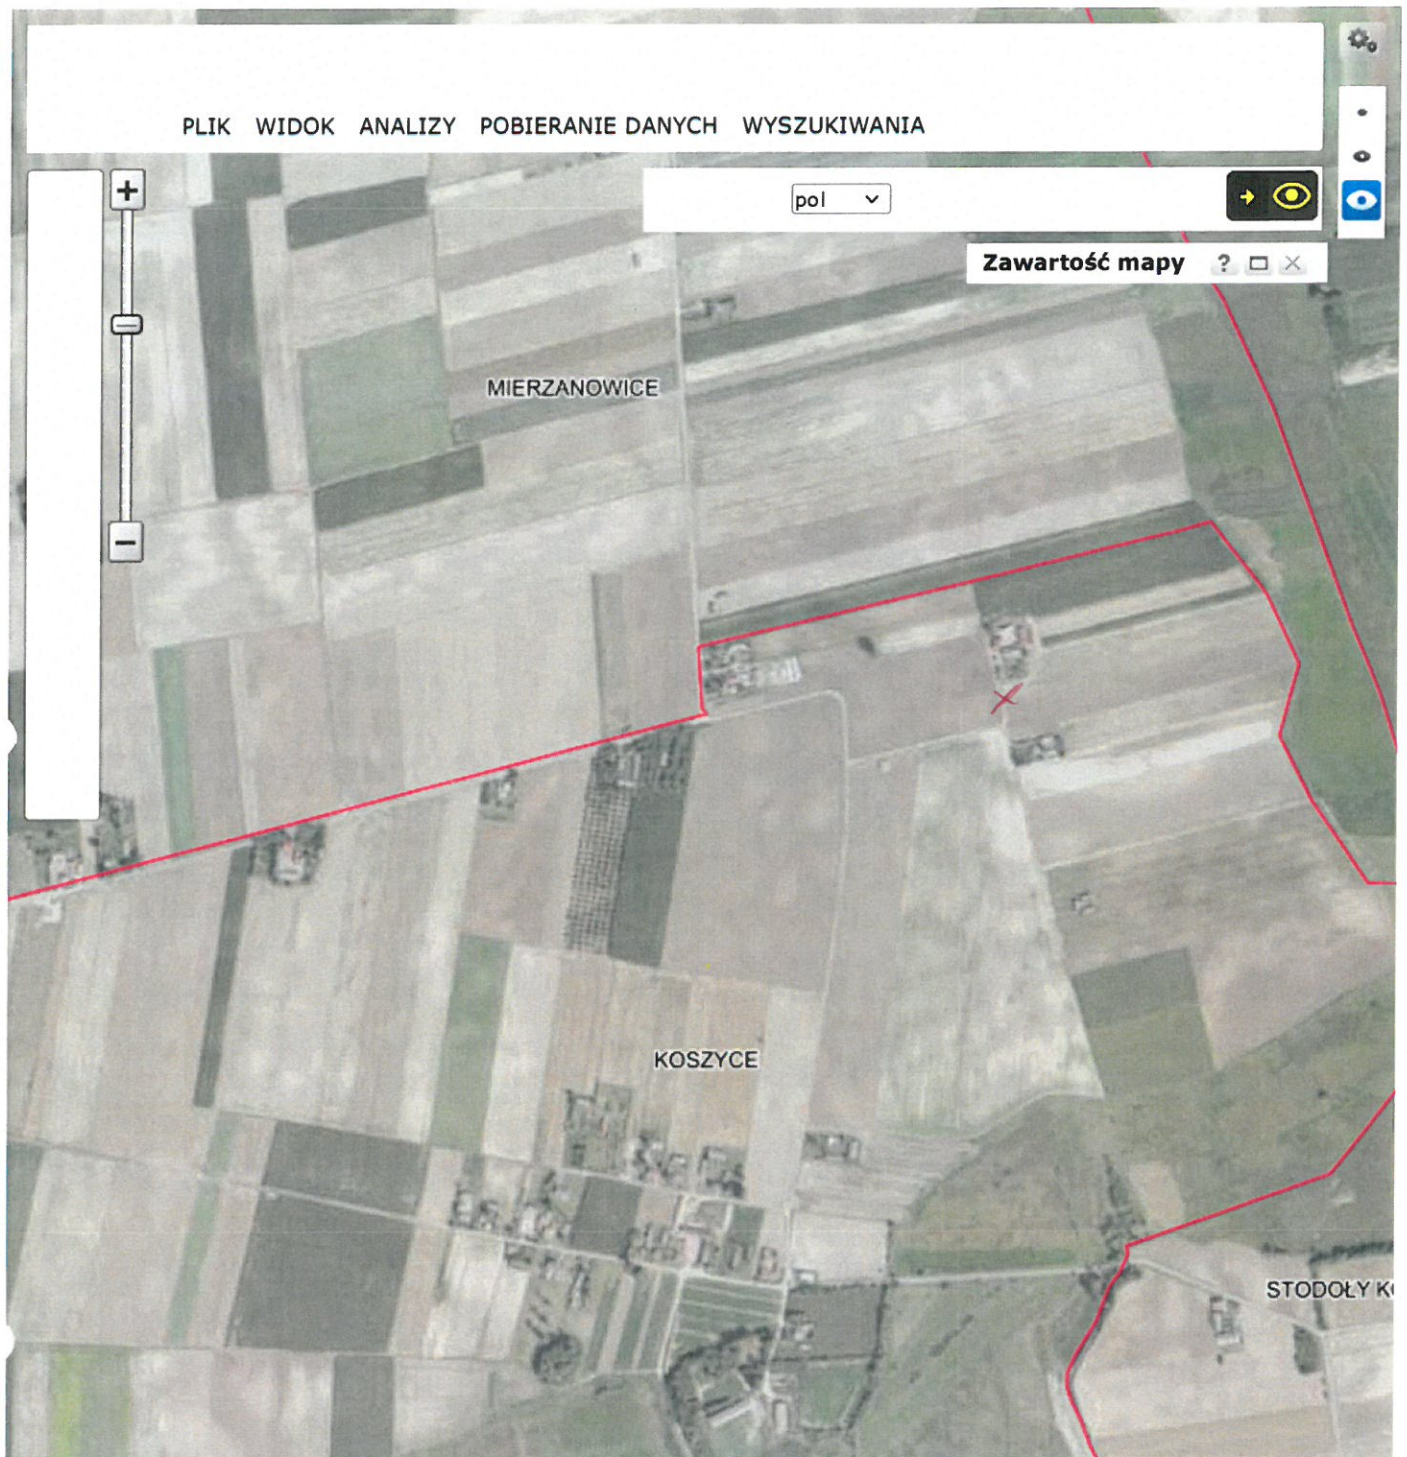 PLIK WIDOK ANALIZY POBIERANIE DANYCH WYSZUKIWANIA
pol
Zawartość mapy ?
MIERZANOWICE
KOSZYCE
STODOŁY K